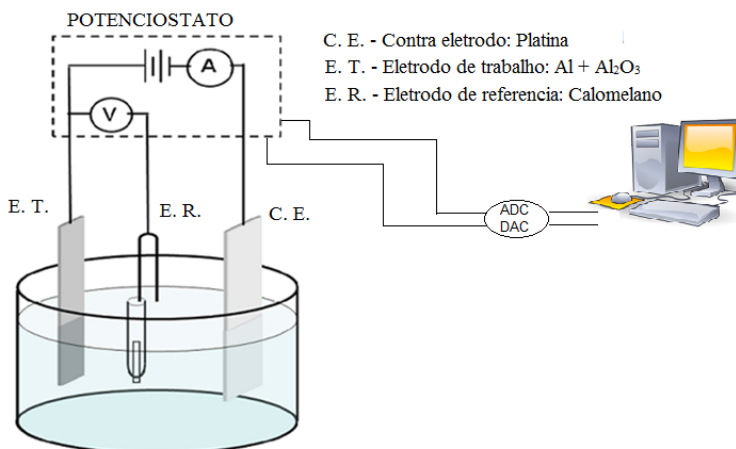 POTENCIOSTATO
C. E. - Contra eletrodo: Platina
E. T. - Eletrodo de trabalho: Al + Al₂O₃
E. R. - Eletrodo de referencia: Calomelano
A
V
E. T.
E. R.
C. E.
ADC
DAC